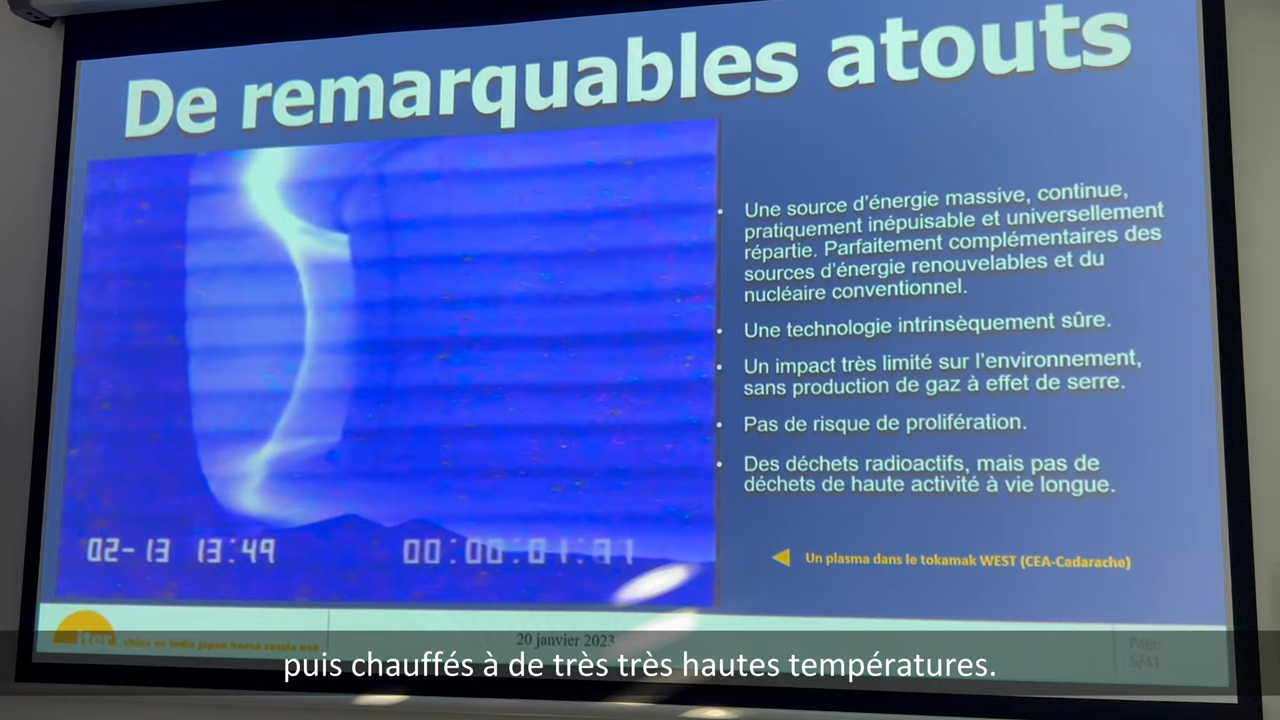 De remarquables atouts
• Une source d'énergie massive, continue,
pratiquement inépuisable et universellement
répartie. Parfaitement complémentaires des
sources d'énergie renouvelables et du
nucléaire conventionnel.
• Une technologie intrinsèquement sûre.
• Un impact très limité sur l'environnement,
sans production de gaz à effet de serre.
• Pas de risque de prolifération.
• Des déchets radioactifs, mais pas de
déchets de haute activité à vie longue.
02-13 13:49
00:00:01.
Un plasma dans le tokamak WEST (CEA-Cadarache)
iter
china eu india japan korea russia usa
20 janvier 2023
Page
5/41
puis chauffés à de très très hautes températures.